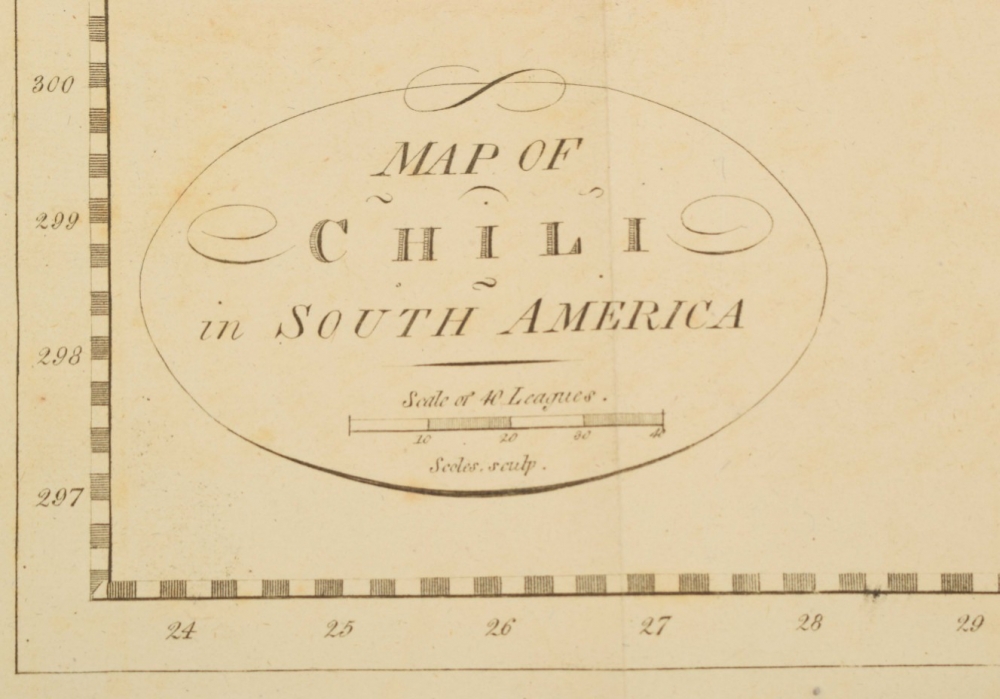 300
MAP OF
299
CHILI
in SOUTH AMERICA
298
Scale of 40 Leagues.
10 20 30 40
Scoles. sculp.
297
24 25 26 27 28 29